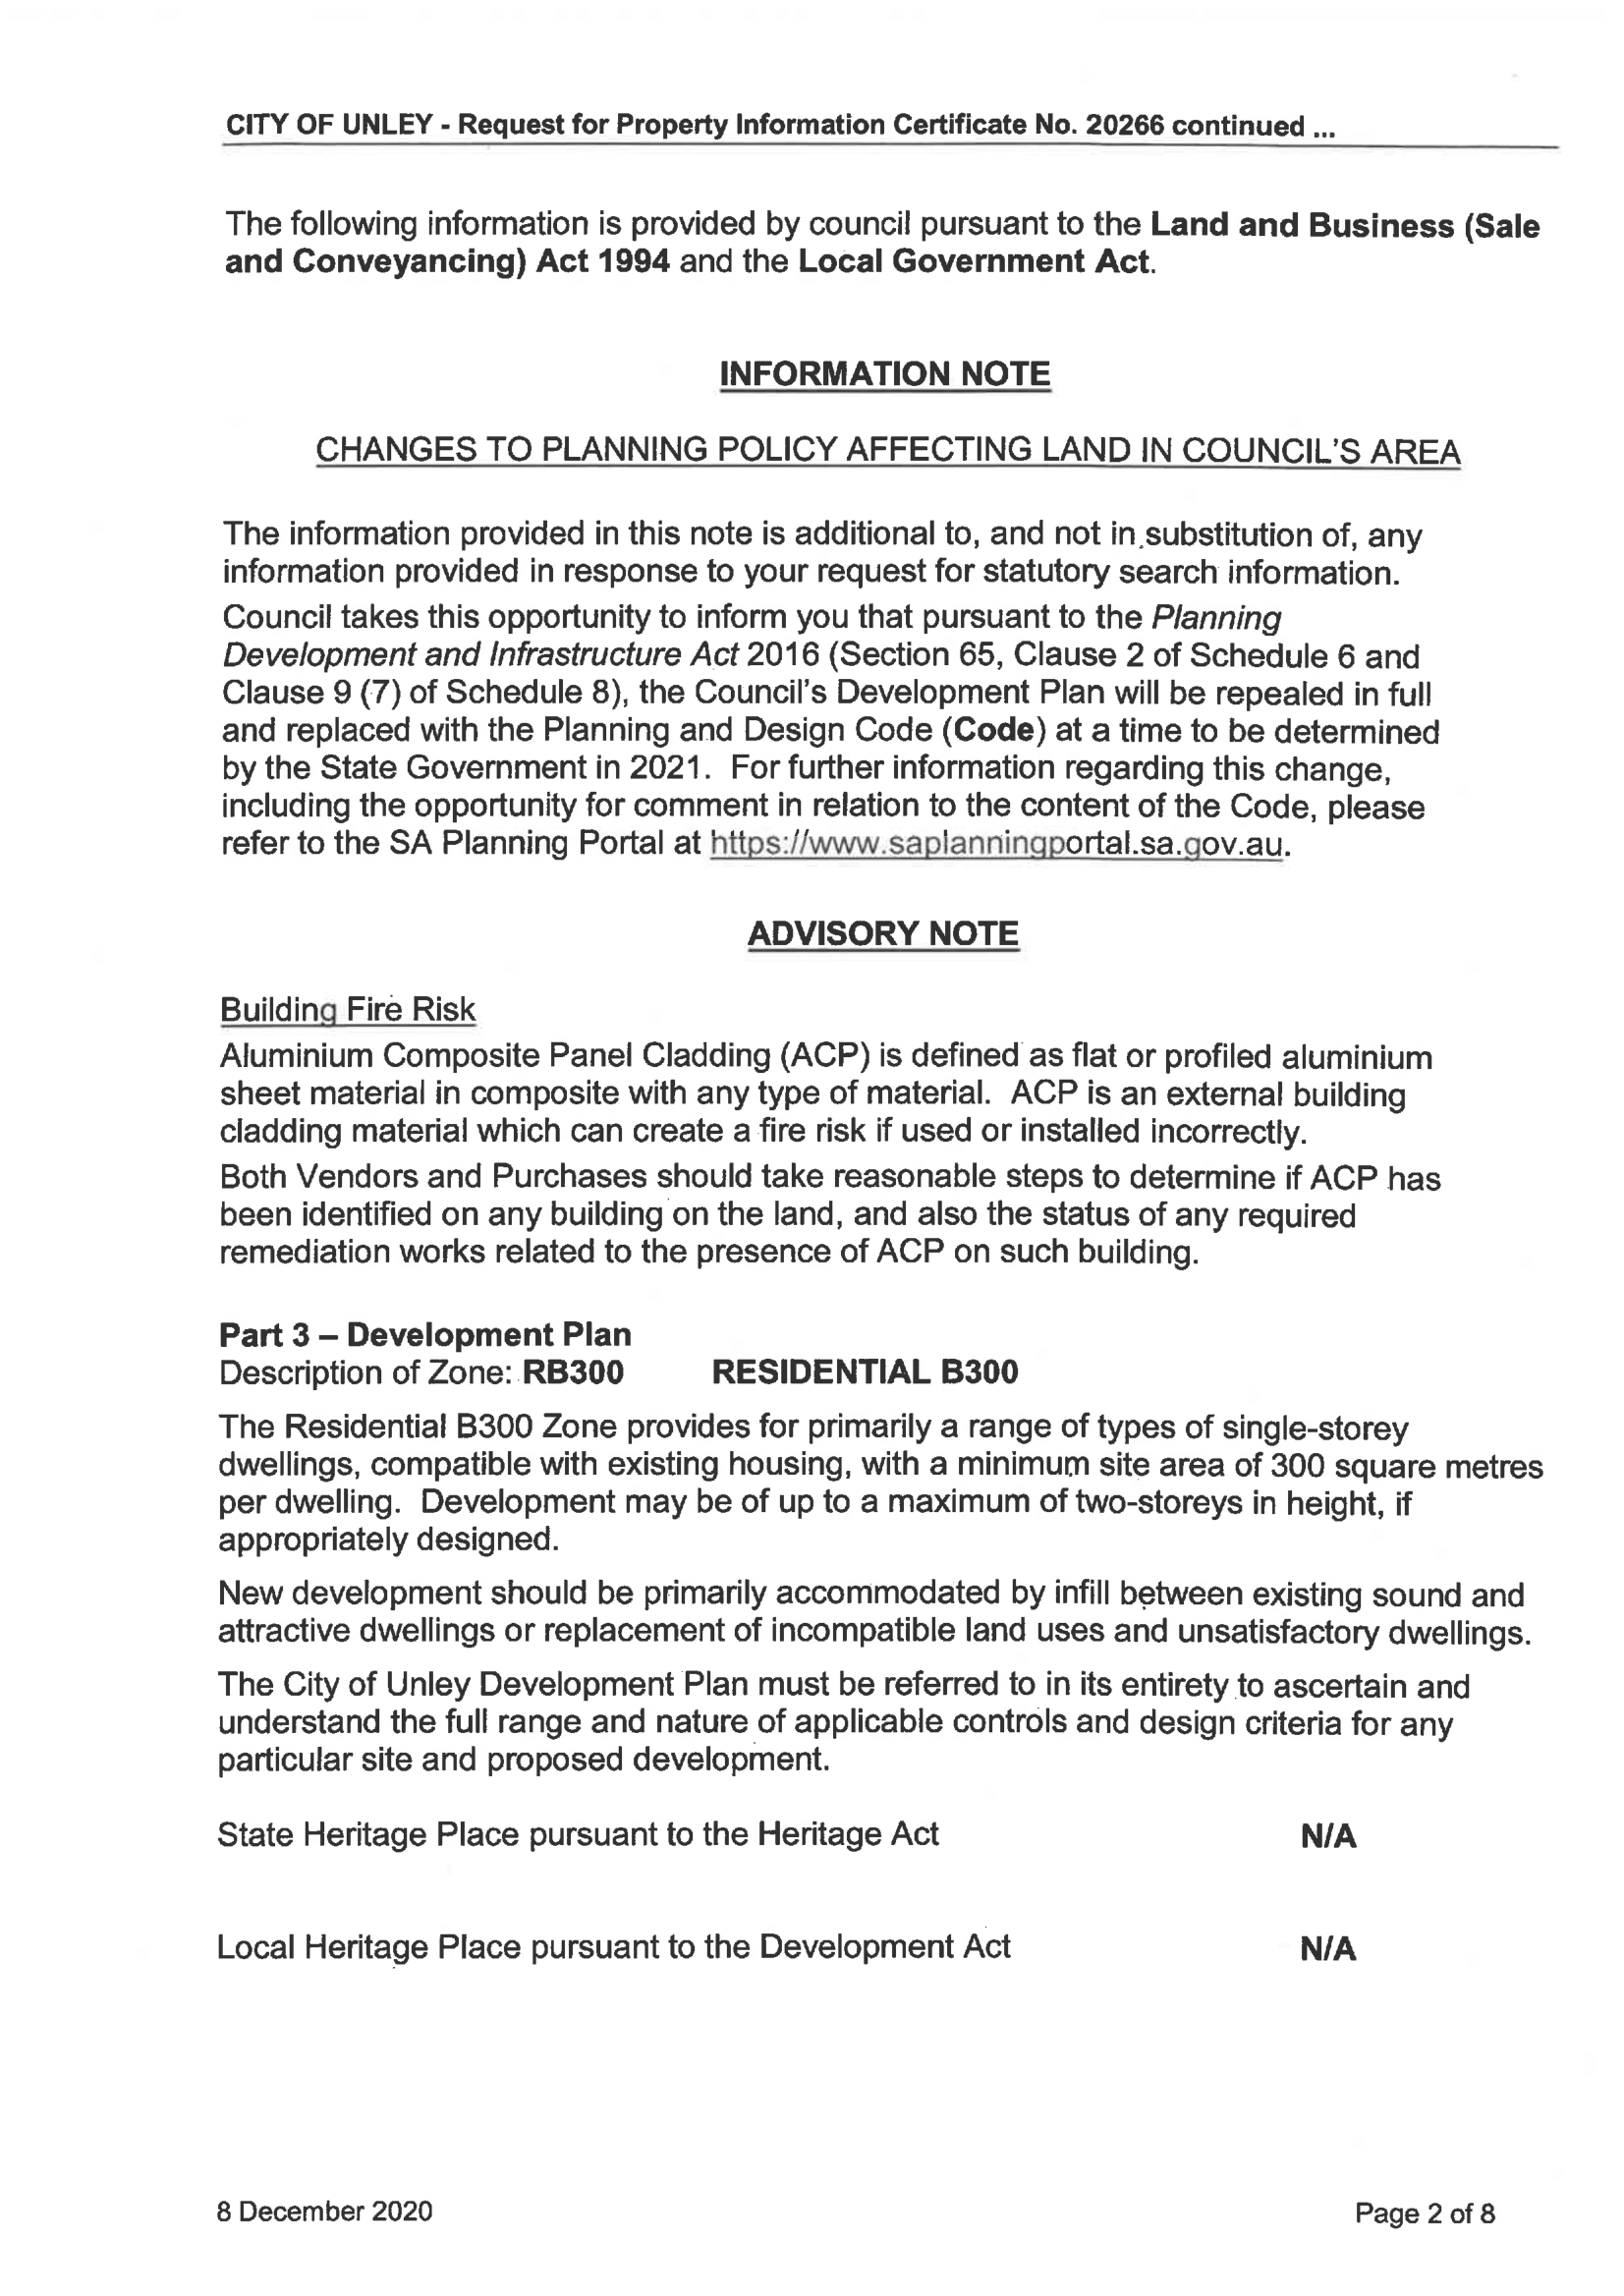 CITY OF UNLEY - Request for Property Information Certificate No. 20266 continued ...
The following information is provided by council pursuant to the Land and Business (Sale
and Conveyancing) Act 1994 and the Local Government Act.
INFORMATION NOTE
CHANGES TO PLANNING POLICY AFFECTING LAND IN COUNCIL'S AREA
The information provided in this note is additional to, and not in substitution of, any
information provided in response to your request for statutory search information.
Council takes this opportunity to inform you that pursuant to the Planning
Development and Infrastructure Act 2016 (Section 65, Clause 2 of Schedule 6 and
Clause 9 (7) of Schedule 8), the Council's Development Plan will be repealed in full
and replaced with the Planning and Design Code (Code) at a time to be determined
by the State Government in 2021.  For further information regarding this change,
including the opportunity for comment in relation to the content of the Code, please
refer to the SA Planning Portal at https://www.saplanningportal.sa.gov.au.
ADVISORY NOTE
Building Fire Risk
Aluminium Composite Panel Cladding (ACP) is defined as flat or profiled aluminium
sheet material in composite with any type of material.  ACP is an external building
cladding material which can create a fire risk if used or installed incorrectly.
Both Vendors and Purchases should take reasonable steps to determine if ACP has
been identified on any building on the land, and also the status of any required
remediation works related to the presence of ACP on such building.
Part 3 – Development Plan
Description of Zone: RB300 RESIDENTIAL B300
The Residential B300 Zone provides for primarily a range of types of single-storey
dwellings, compatible with existing housing, with a minimum site area of 300 square metres
per dwelling.  Development may be of up to a maximum of two-storeys in height, if
appropriately designed.
New development should be primarily accommodated by infill between existing sound and
attractive dwellings or replacement of incompatible land uses and unsatisfactory dwellings.
The City of Unley Development Plan must be referred to in its entirety to ascertain and
understand the full range and nature of applicable controls and design criteria for any
particular site and proposed development.
State Heritage Place pursuant to the Heritage Act N/A
Local Heritage Place pursuant to the Development Act N/A
8 December 2020 Page 2 of 8